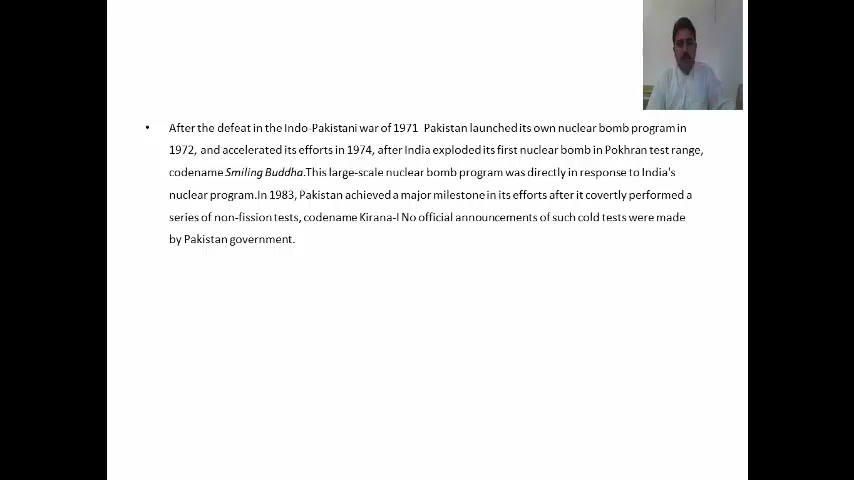 • After the defeat in the Indo-Pakistani war of 1971 Pakistan launched its own nuclear bomb program in
1972, and accelerated its efforts in 1974, after India exploded its first nuclear bomb in Pokhran test range,
codename Smiling Buddha.This large-scale nuclear bomb program was directly in response to India's
nuclear program.In 1983, Pakistan achieved a major milestone in its efforts after it covertly performed a
series of non-fission tests, codename Kirana-I No official announcements of such cold tests were made
by Pakistan government.